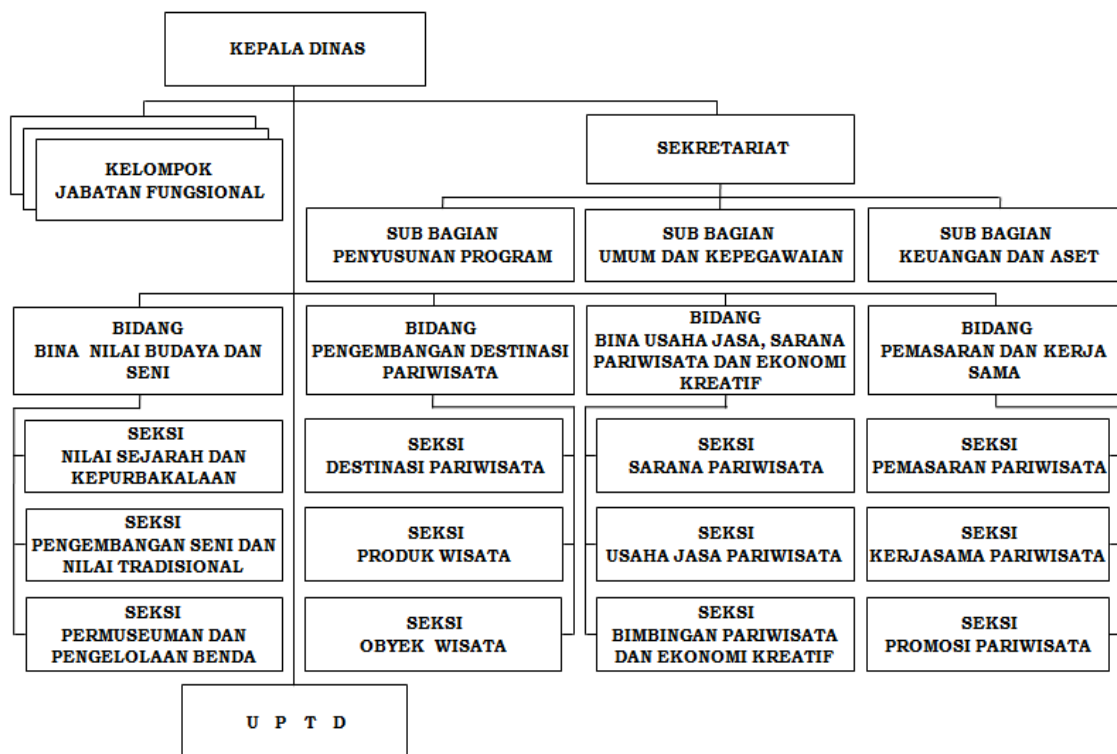 KEPALA DINAS
KELOMPOK
JABATAN FUNGSIONAL
SEKRETARIAT
SUB BAGIAN
PENYUSUNAN PROGRAM
SUB BAGIAN
UMUM DAN KEPEGAWAIAN
SUB BAGIAN
KEUANGAN DAN ASET
BIDANG
BINA NILAI BUDAYA DAN
SENI
BIDANG
PENGEMBANGAN DESTINASI
PARIWISATA
BIDANG
BINA USAHA JASA, SARANA
PARIWISATA DAN EKONOMI
KREATIF
BIDANG
PEMASARAN DAN KERJA
SAMA
SEKSI
NILAI SEJARAH DAN
KEPURBAKALAAN
SEKSI
DESTINASI PARIWISATA
SEKSI
SARANA PARIWISATA
SEKSI
PEMASARAN PARIWISATA
SEKSI
PENGEMBANGAN SENI DAN
NILAI TRADISIONAL
SEKSI
PRODUK WISATA
SEKSI
USAHA JASA PARIWISATA
SEKSI
KERJASAMA PARIWISATA
SEKSI
PERMUSEUMAN DAN
PENGELOLAAN BENDA
SEKSI
OBYEK WISATA
SEKSI
BIMBINGAN PARIWISATA
DAN EKONOMI KREATIF
SEKSI
PROMOSI PARIWISATA
U P T D